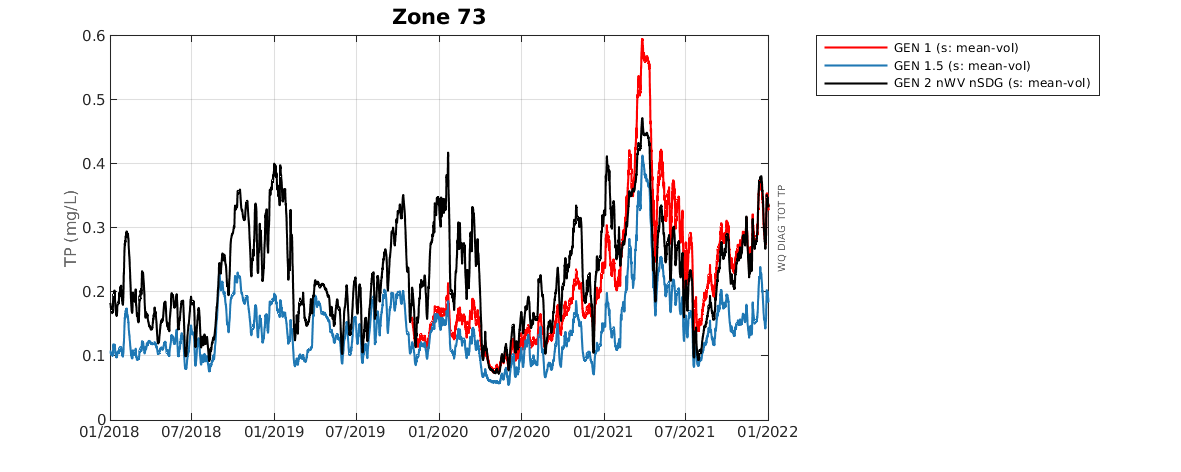 Zone 73
GEN 1 (s: mean-vol)
GEN 1.5 (s: mean-vol)
GEN 2 nWV nSDG (s: mean-vol)
TP (mg/L)
0.6
0.5
0.4
0.3
0.2
0.1
0
01/2018 07/2018 01/2019 07/2019 01/2020 07/2020 01/2021 07/2021 01/2022
WQ DIAG TOT TP